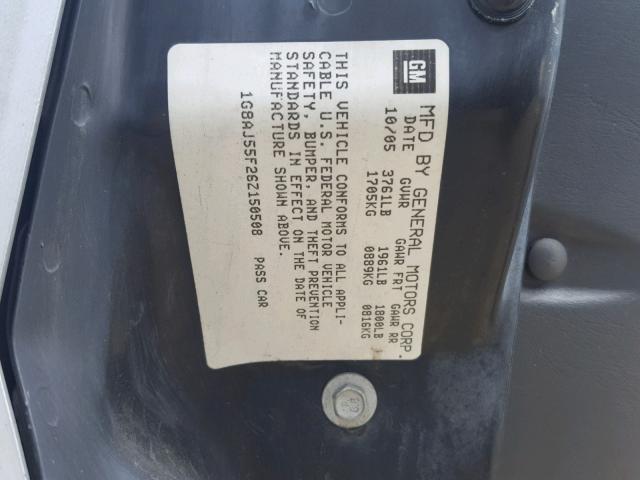 GM
MFD BY GENERAL MOTORS CORP.
DATE GVWR GAWR FRT GAWR RR
10/05 3761LB 1961LB 1800LB
1705KG 0889KG 0816KG
THIS VEHICLE CONFORMS TO ALL APPLI-
CABLE U.S. FEDERAL MOTOR VEHICLE
SAFETY, BUMPER, AND THEFT PREVENTION
STANDARDS IN EFFECT ON THE DATE OF
MANUFACTURE SHOWN ABOVE.
1G8AJ55F26Z150508 PASS CAR